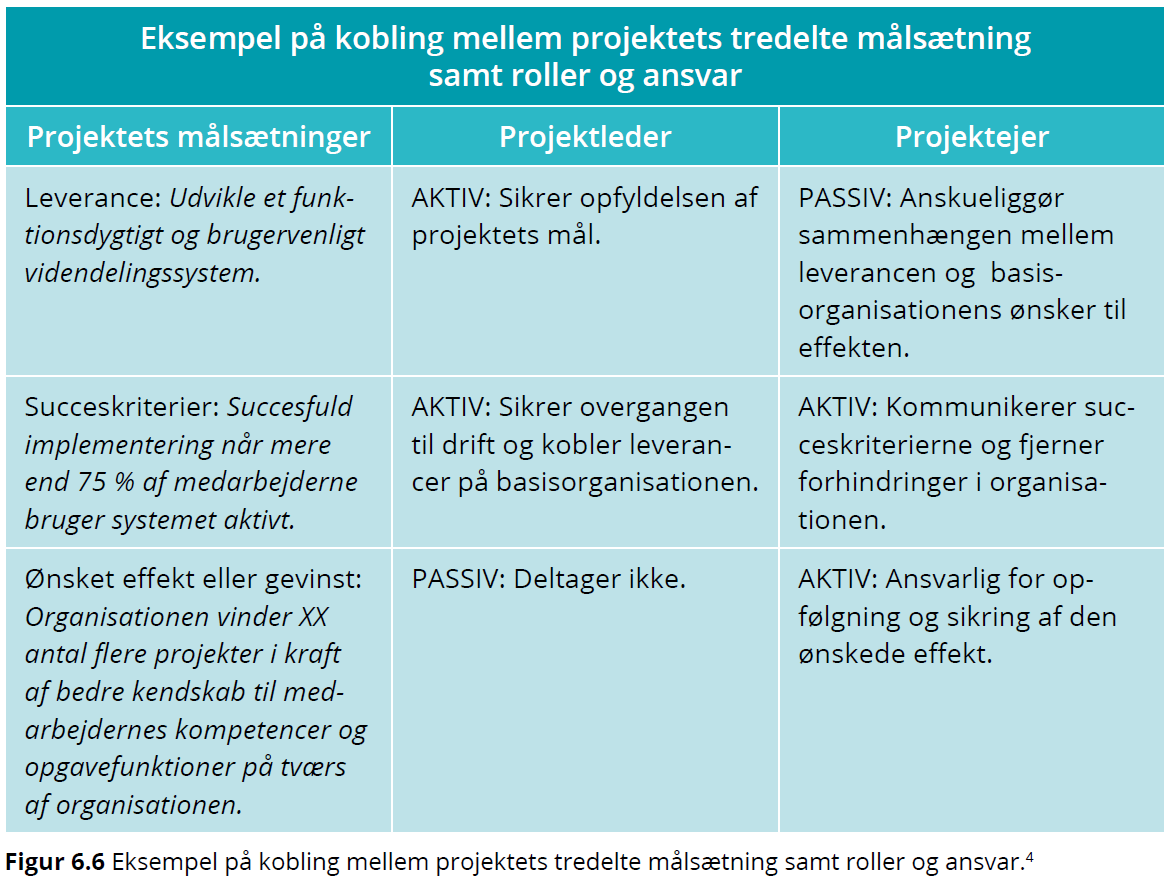 Eksempel på kobling mellem projektets tredelte målsætning
samt roller og ansvar
Projektets målsætninger
Projektleder
Projektejer
Leverance: Udvikle et funk-
tionsdygtigt og brugervenligt
videndelingssystem.
AKTIV: Sikrer opfyldelsen af
projektets mål.
PASSIV: Anskueliggør
sammenhængen mellem
leverancen og basis-
organisationens ønsker til
effekten.
Succeskriterier: Succesfuld
implementering når mere
end 75 % af medarbejderne
bruger systemet aktivt.
AKTIV: Sikrer overgangen
til drift og kobler leveran-
cer på basisorganisationen.
AKTIV: Kommunikerer suc-
ceskriterierne og fjerner
forhindringer i organisa-
tionen.
Ønsket effekt eller gevinst:
Organisationen vinder XX
antal flere projekter i kraft
af bedre kendskab til med-
arbejdernes kompetencer og
opgavefunktioner på tværs
af organisationen.
PASSIV: Deltager ikke.
AKTIV: Ansvarlig for op-
følgning og sikring af den
ønskede effekt.
Figur 6.6 Eksempel på kobling mellem projektets tredelte målsætning samt roller og ansvar.⁴